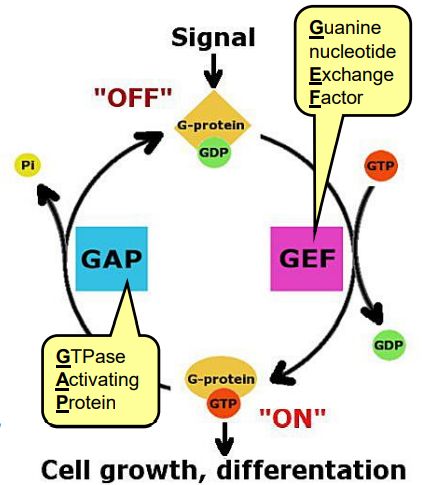 Signal
Guanine
nucleotide
Exchange
Factor
"OFF"
G-protein
GDP
Pi
GTP
GAP
GEF
GDP
GTPase
Activating
Protein
G-protein
GTP
"ON"
Cell growth, differentation